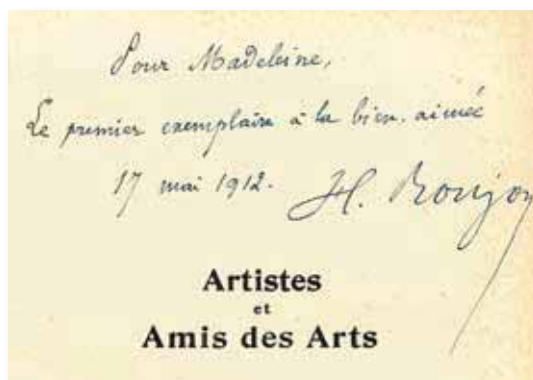 Pour Madeleine,
Le premier exemplaire à la bien-aimée
17 mai 1912. H. Roujon
Artistes
et
Amis des Arts